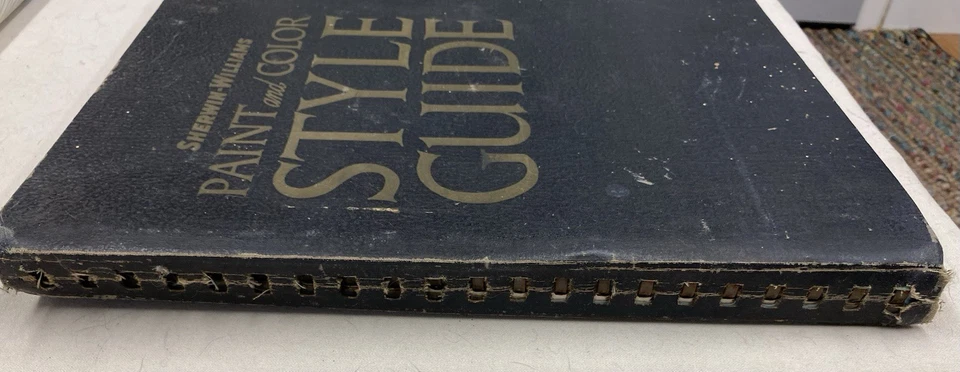 SHERWIN-WILLIAMS
PAINT and COLOR
STYLE
GUIDE